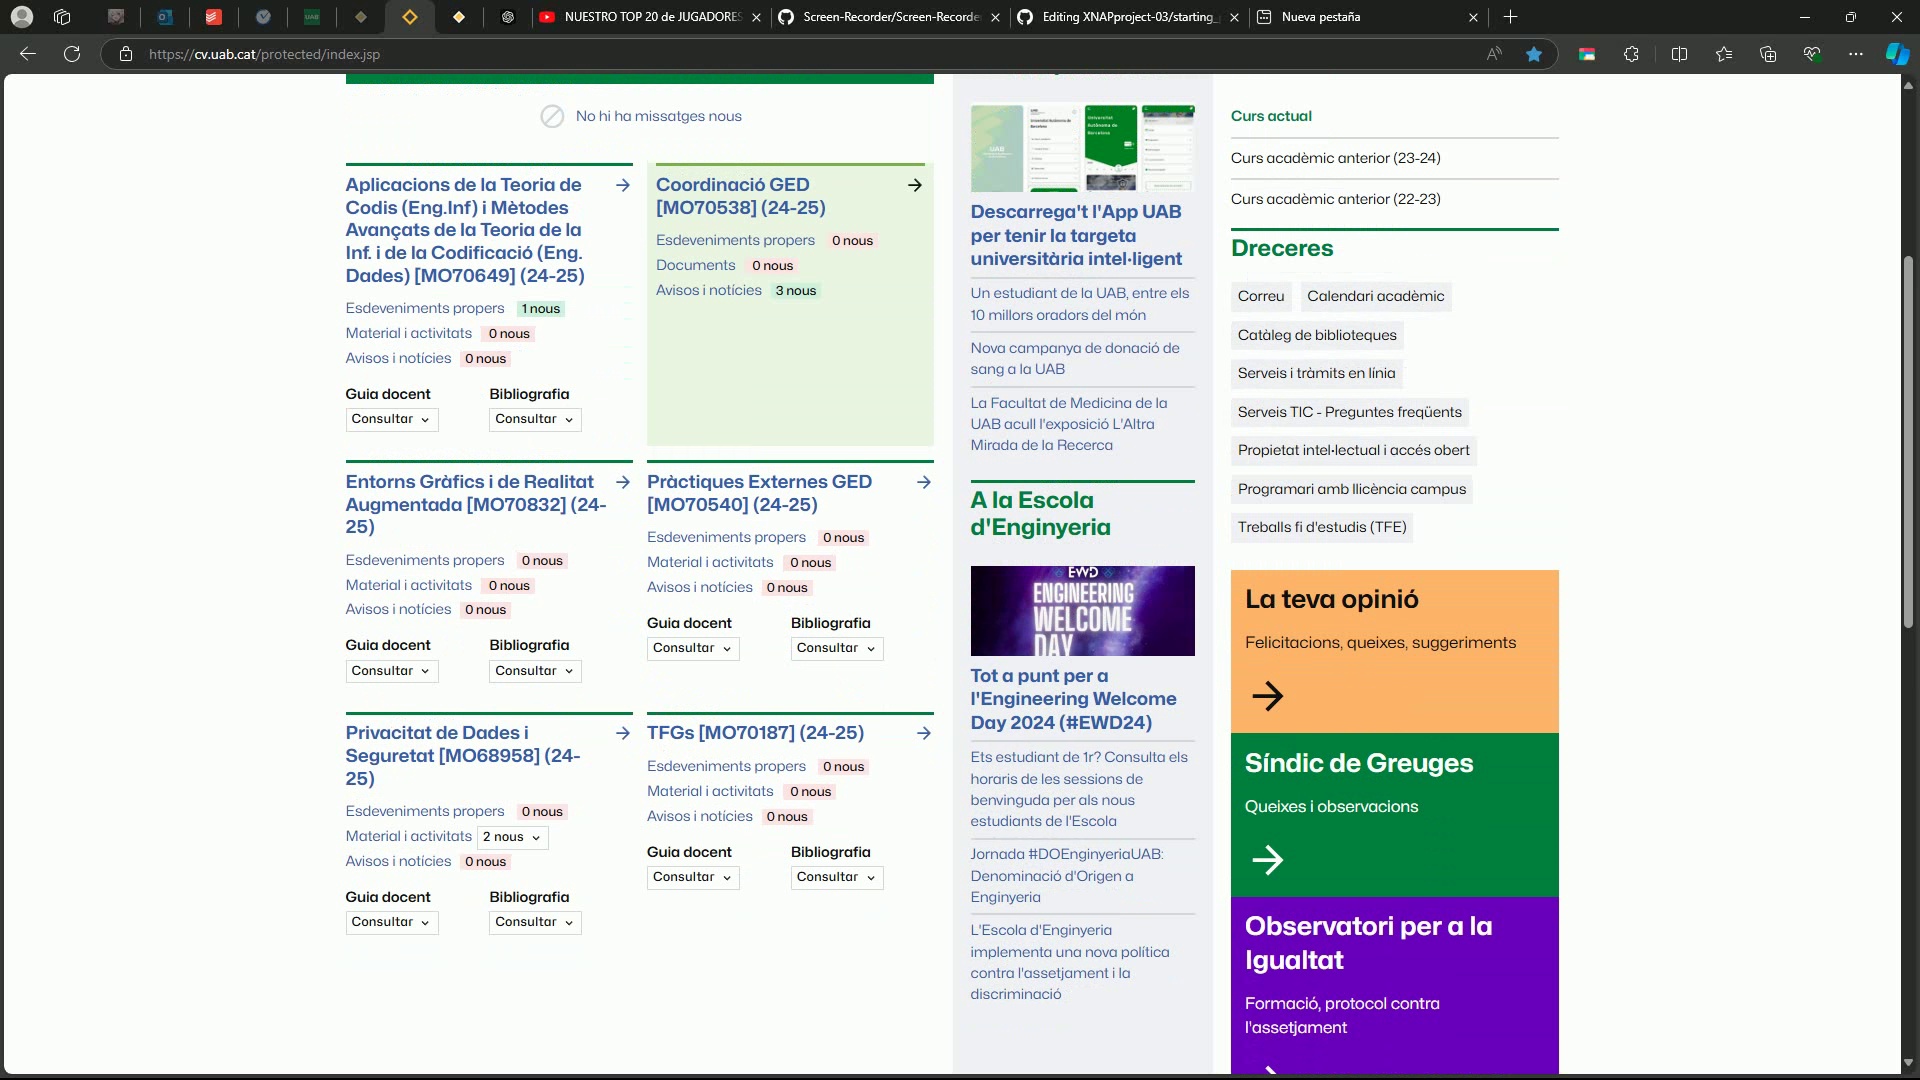 NUESTRO TOP 20 de JUGADORES
Screen-Recorder/Screen-Recorde
Editing XNAPproject-03/starting_
Nueva pestaña
https://cv.uab.cat/protected/index.jsp
No hi ha missatges nous
Aplicacions de la Teoria de
Codis (Eng.Inf) i Mètodes
Avançats de la Teoria de la
Inf. i de la Codificació (Eng.
Dades) [MO70649] (24-25)
Esdeveniments propers 1 nous
Material i activitats 0 nous
Avisos i notícies 0 nous
Guia docent Bibliografia
Consultar Consultar
Coordinació GED
[MO70538] (24-25)
Esdeveniments propers 0 nous
Documents 0 nous
Avisos i notícies 3 nous
Entorns Gràfics i de Realitat
Augmentada [MO70832] (24-
25)
Esdeveniments propers 0 nous
Material i activitats 0 nous
Avisos i notícies 0 nous
Guia docent Bibliografia
Consultar Consultar
Pràctiques Externes GED
[MO70540] (24-25)
Esdeveniments propers 0 nous
Material i activitats 0 nous
Avisos i notícies 0 nous
Guia docent Bibliografia
Consultar Consultar
Privacitat de Dades i
Seguretat [MO68958] (24-
25)
Esdeveniments propers 0 nous
Material i activitats 2 nous
Avisos i notícies 0 nous
Guia docent Bibliografia
Consultar Consultar
TFGs [MO70187] (24-25)
Esdeveniments propers 0 nous
Material i activitats 0 nous
Avisos i notícies 0 nous
Guia docent Bibliografia
Consultar Consultar
Descarrega't l'App UAB
per tenir la targeta
universitària intel·ligent
Un estudiant de la UAB, entre els
10 millors oradors del món
Nova campanya de donació de
sang a la UAB
La Facultat de Medicina de la
UAB acull l'exposició L'Altra
Mirada de la Recerca
A la Escola
d'Enginyeria
EWD
ENGINEERING
WELCOME
DAY
Tot a punt per a
l'Engineering Welcome
Day 2024 (#EWD24)
Ets estudiant de 1r? Consulta els
horaris de les sessions de
benvinguda per als nous
estudiants de l'Escola
Jornada #DOEnginyeriaUAB:
Denominació d'Origen a
Enginyeria
L'Escola d'Enginyeria
implementa una nova política
contra l'assetjament i la
discriminació
Curs actual
Curs acadèmic anterior (23-24)
Curs acadèmic anterior (22-23)
Dreceres
Correu Calendari acadèmic
Catàleg de biblioteques
Serveis i tràmits en línia
Serveis TIC - Preguntes freqüents
Propietat intel·lectual i accés obert
Programari amb llicència campus
Treballs fi d'estudis (TFE)
La teva opinió
Felicitacions, queixes, suggeriments
Síndic de Greuges
Queixes i observacions
Observatori per a la
Igualtat
Formació, protocol contra
l'assetjament